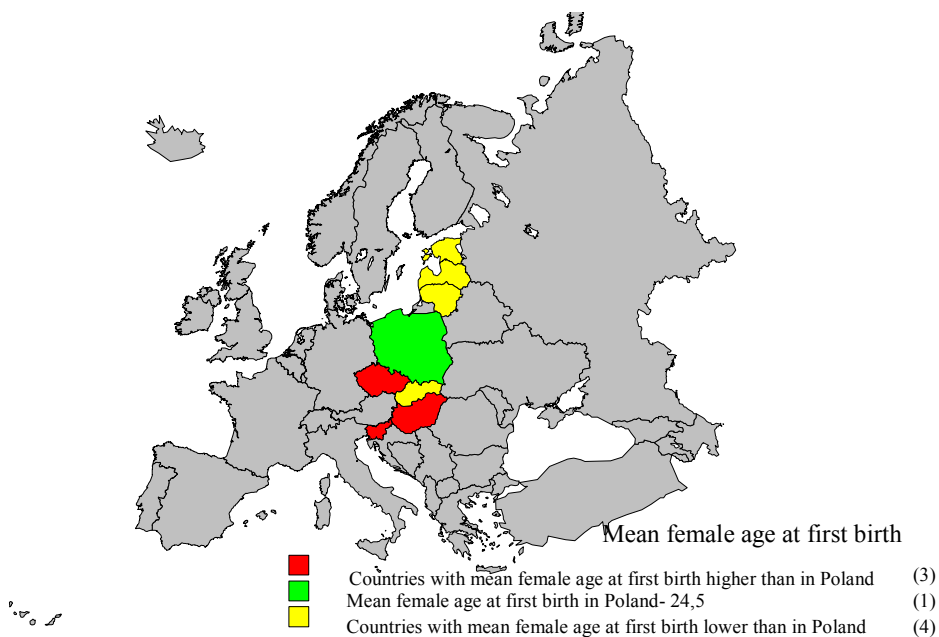 Mean female age at first birth
Countries with mean female age at first birth higher than in Poland (3)
Mean female age at first birth in Poland- 24,5 (1)
Countries with mean female age at first birth lower than in Poland (4)